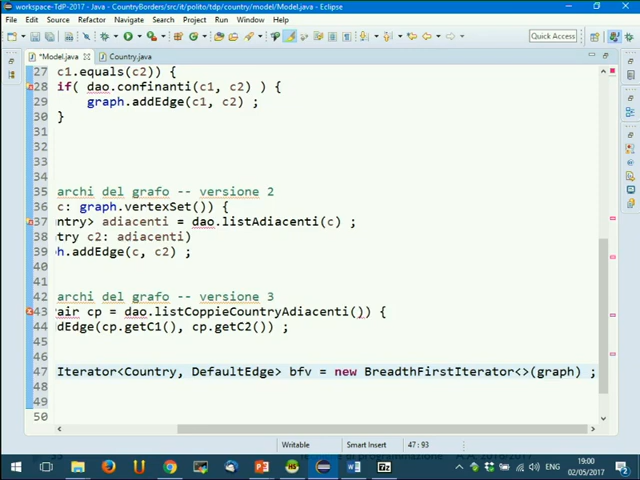 workspace-TdP-2017 - Java - CountryBorders/src/it/polito/tdp/country/model/Model.java - Eclipse
File Edit Source Refactor Navigate Search Project Run Window Help
Quick Access
*Model.java Country.java
27 c1.equals(c2)) {
28 if( dao.confinanti(c1, c2) ) {
29 graph.addEdge(c1, c2) ;
30 }
31
32
33
34
35 archi del grafo -- versione 2
36 c: graph.vertexSet()) {
37 ntry> adiacenti = dao.listAdiacenti(c) ;
38 try c2: adiacenti)
39 h.addEdge(c, c2) ;
40
41
42 archi del grafo -- versione 3
43 air cp = dao.listCoppieCountryAdiacenti()) {
44 dEdge(cp.getC1(), cp.getC2()) ;
45
46
47 Iterator<Country, DefaultEdge> bfv = new BreadthFirstIterator<>(graph) ;
48
49
50
Writable Smart Insert 47 : 93
ENG 19:00
02/05/2017